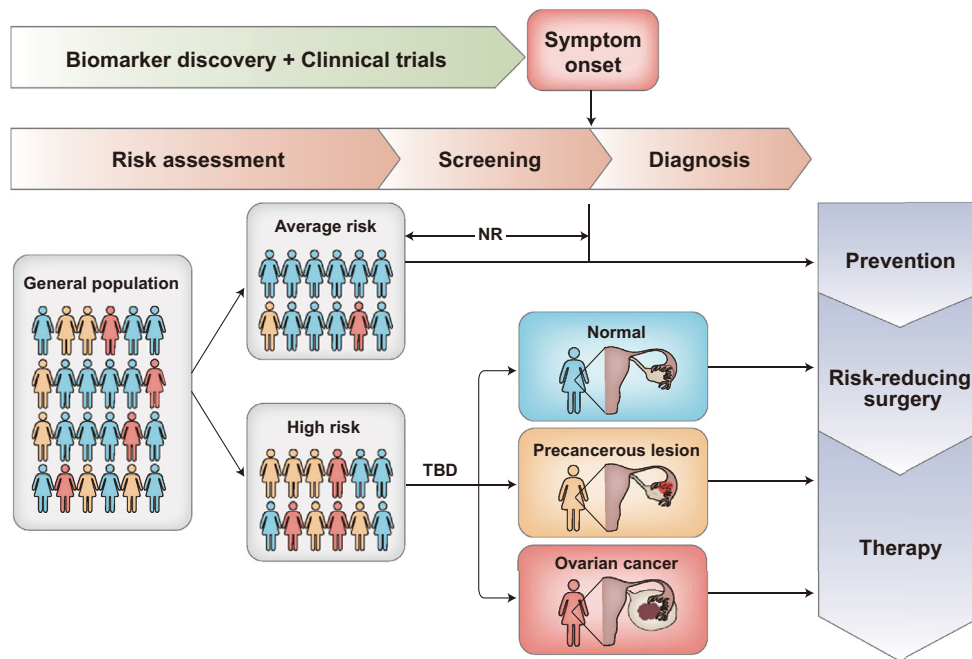 Biomarker discovery + Clinnical trials
Symptom
onset
Risk assessment
Screening
Diagnosis
General population
Average risk
NR
High risk
TBD
Normal
Precancerous lesion
Ovarian cancer
Prevention
Risk-reducing
surgery
Therapy